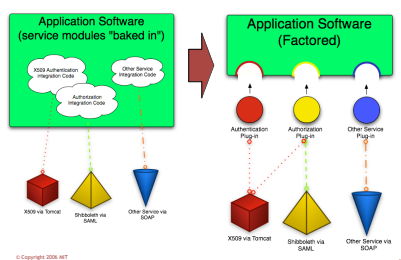 Application Software
(service modules "baked in")
X509 Authentication
Integration Code
Other Service
Integration Code
Authorization
Integration Code
X509 via Tomcat
Shibboleth via
SAML
Other Service via
SOAP
Application Software
(Factored)
Authentication
Plug-in
Authorization
Plug-in
Other Service
Plug-in
X509 via Tomcat
Shibboleth via
SAML
Other Service via
SOAP
© Copyright 2006 MIT